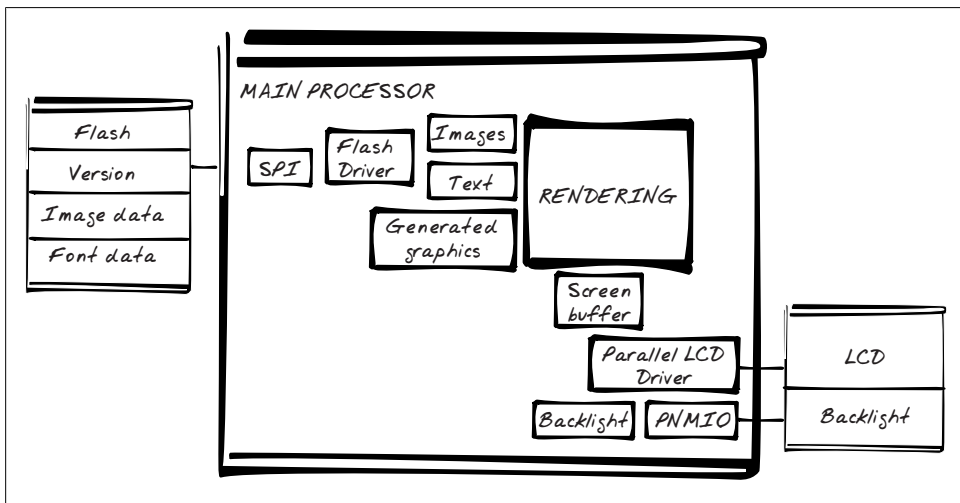 MAIN PROCESSOR
Flash
Version
Image data
Font data
SPI
Flash
Driver
Images
Text
Generated
graphics
RENDERING
Screen
buffer
Parallel LCD
Driver
Backlight
PNMIO
LCD
Backlight